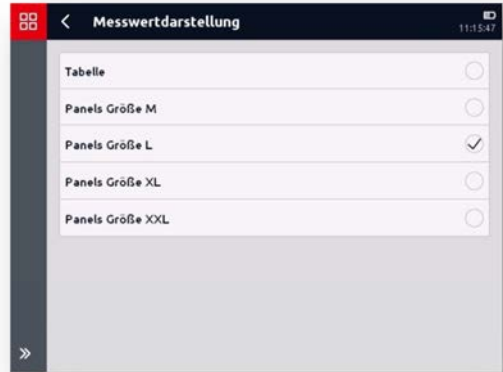 Messwertdarstellung
11:15:47
Tabelle
Panels Größe M
Panels Größe L
Panels Größe XL
Panels Größe XXL